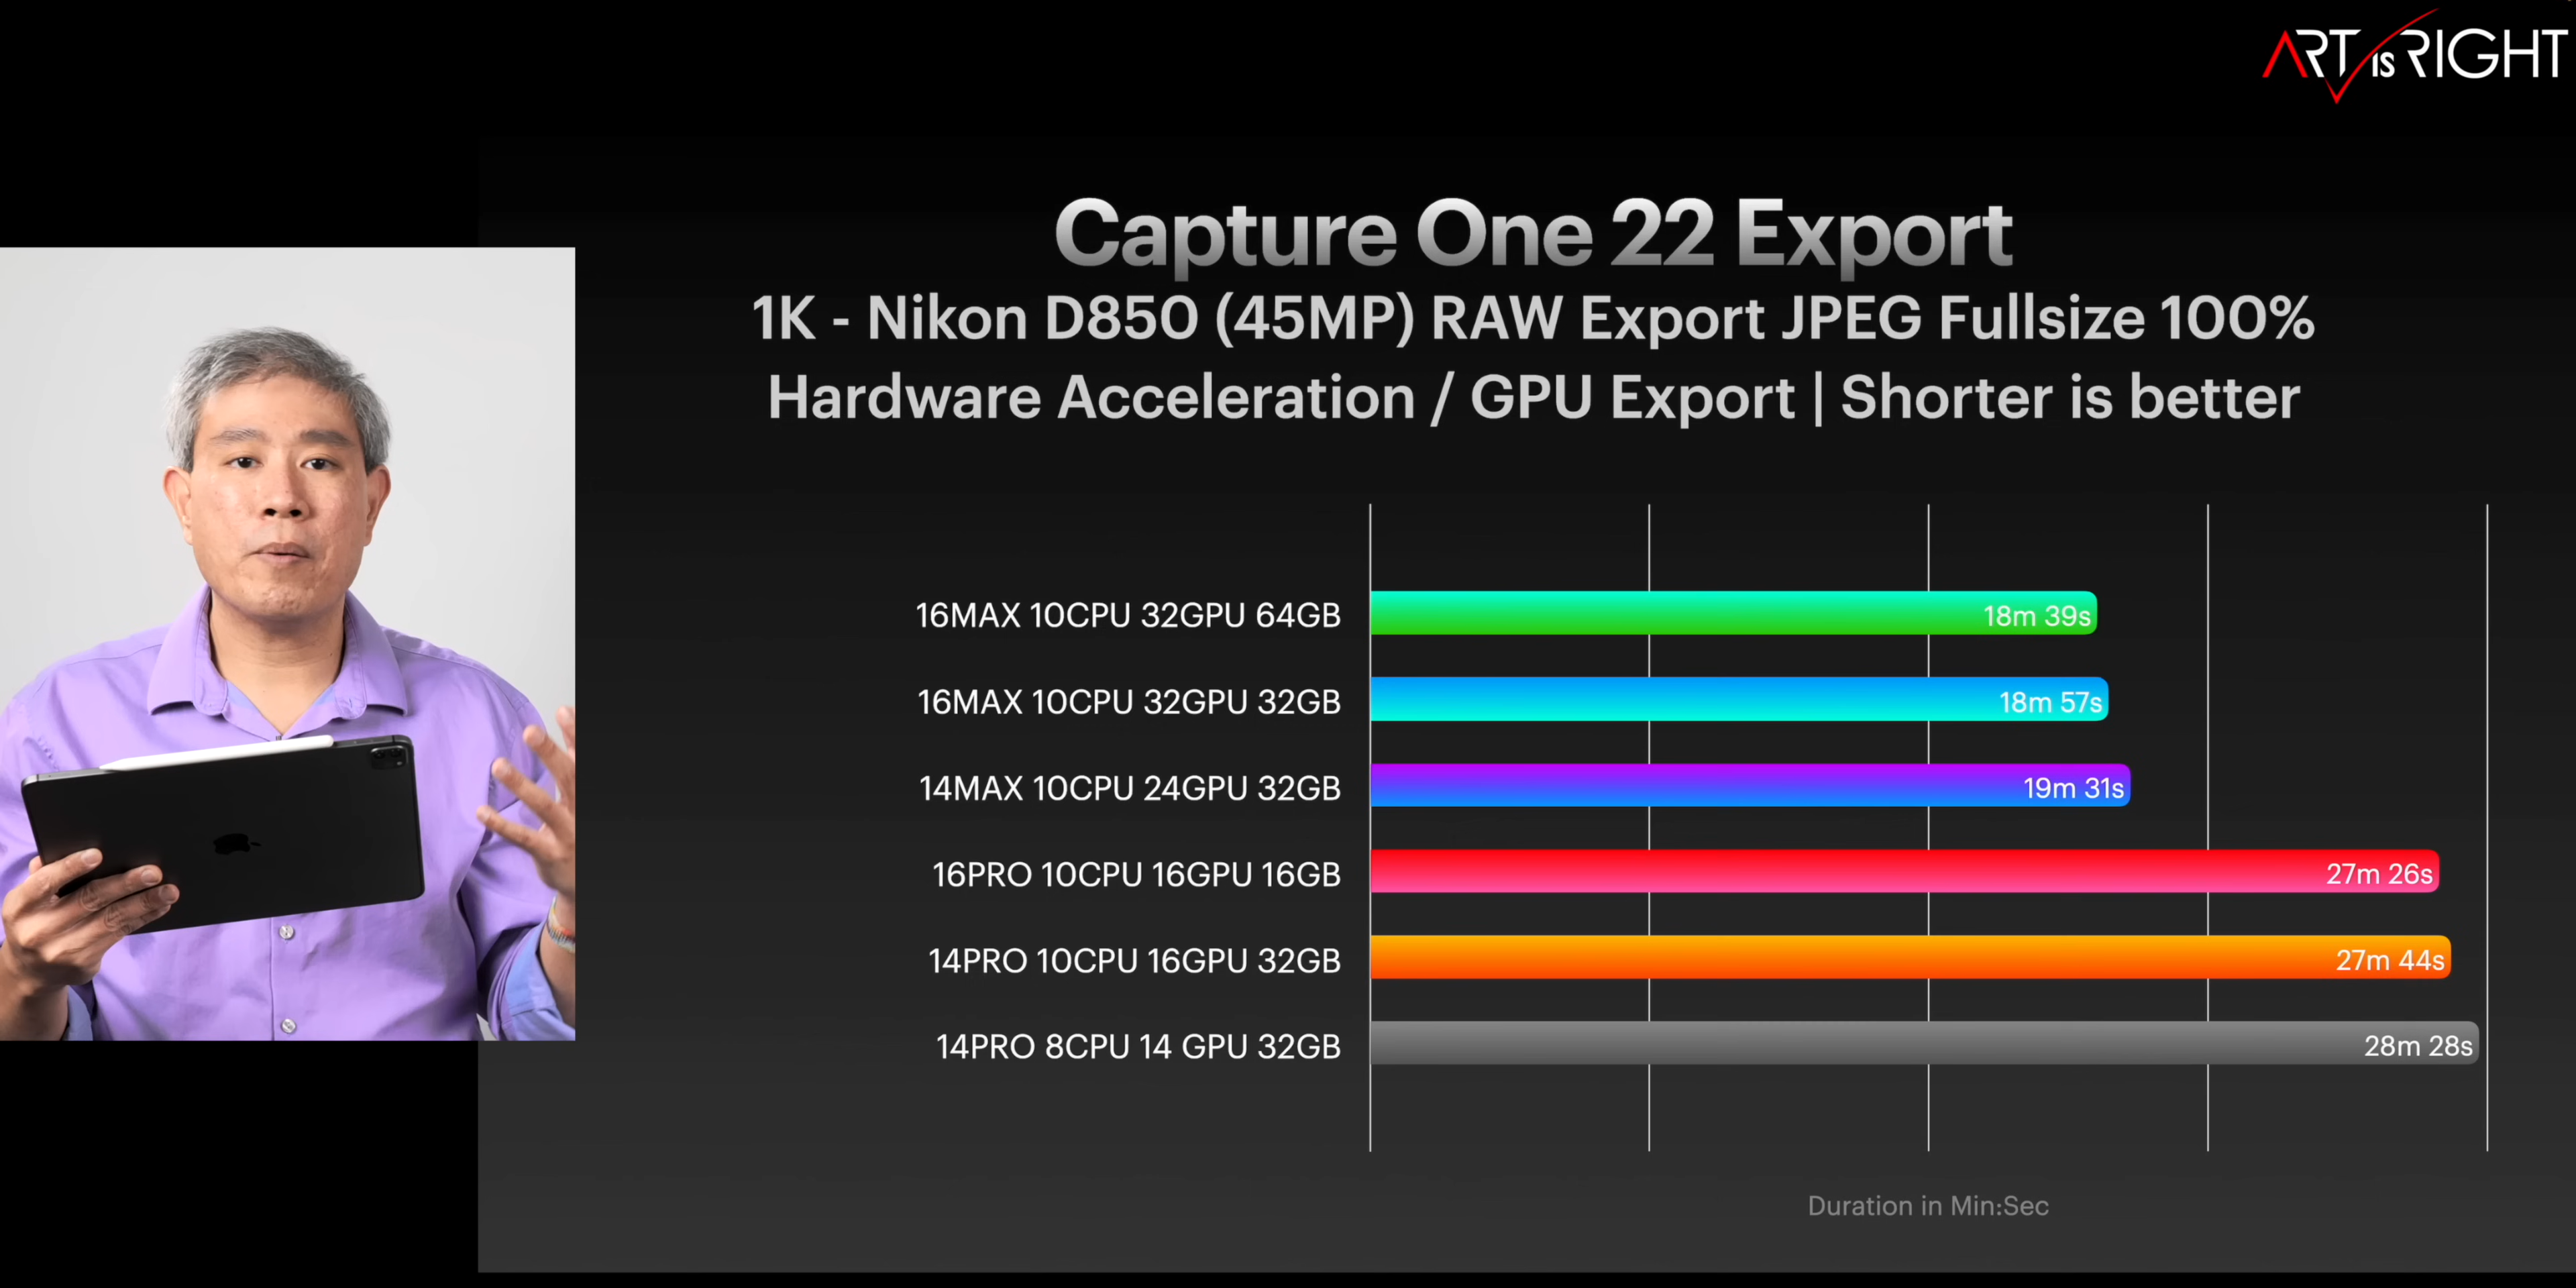 ART IS RIGHT
Capture One 22 Export
1K - Nikon D850 (45MP) RAW Export JPEG Fullsize 100%
Hardware Acceleration / GPU Export | Shorter is better
16MAX 10CPU 32GPU 64GB 18m 39s
16MAX 10CPU 32GPU 32GB 18m 57s
14MAX 10CPU 24GPU 32GB 19m 31s
16PRO 10CPU 16GPU 16GB 27m 26s
14PRO 10CPU 16GPU 32GB 27m 44s
14PRO 8CPU 14 GPU 32GB 28m 28s
Duration in Min:Sec